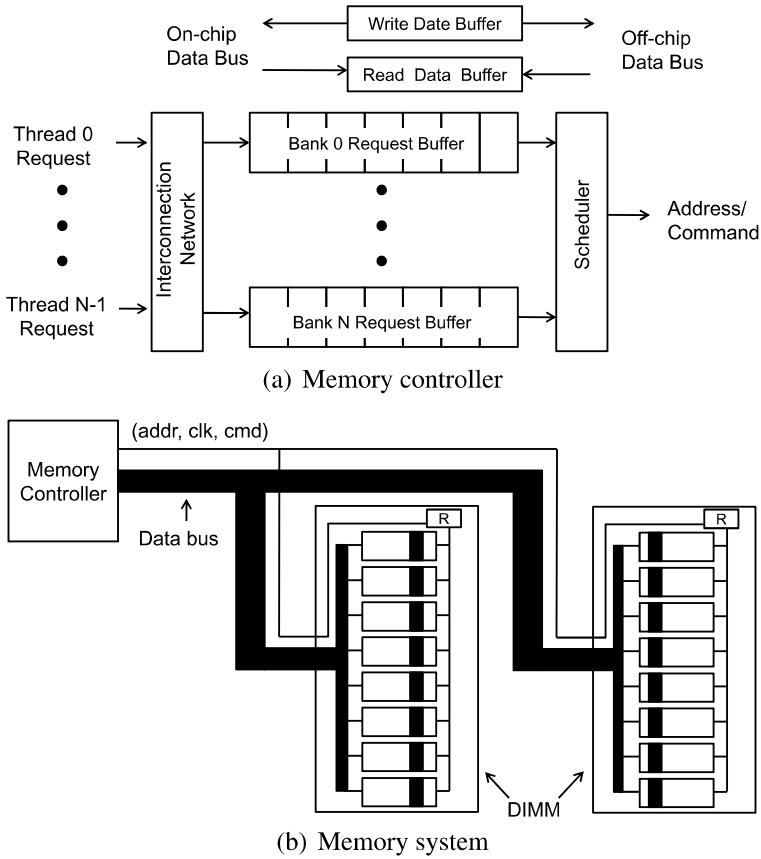 On-chip
Data Bus
Write Date Buffer
Off-chip
Data Bus
Read Data Buffer
Thread 0
Request
Interconnection
Network
Bank 0 Request Buffer
Scheduler
Address/
Command
Thread N-1
Request
Bank N Request Buffer
(a) Memory controller
Memory
Controller
(addr, clk, cmd)
Data bus
R
R
DIMM
(b) Memory system